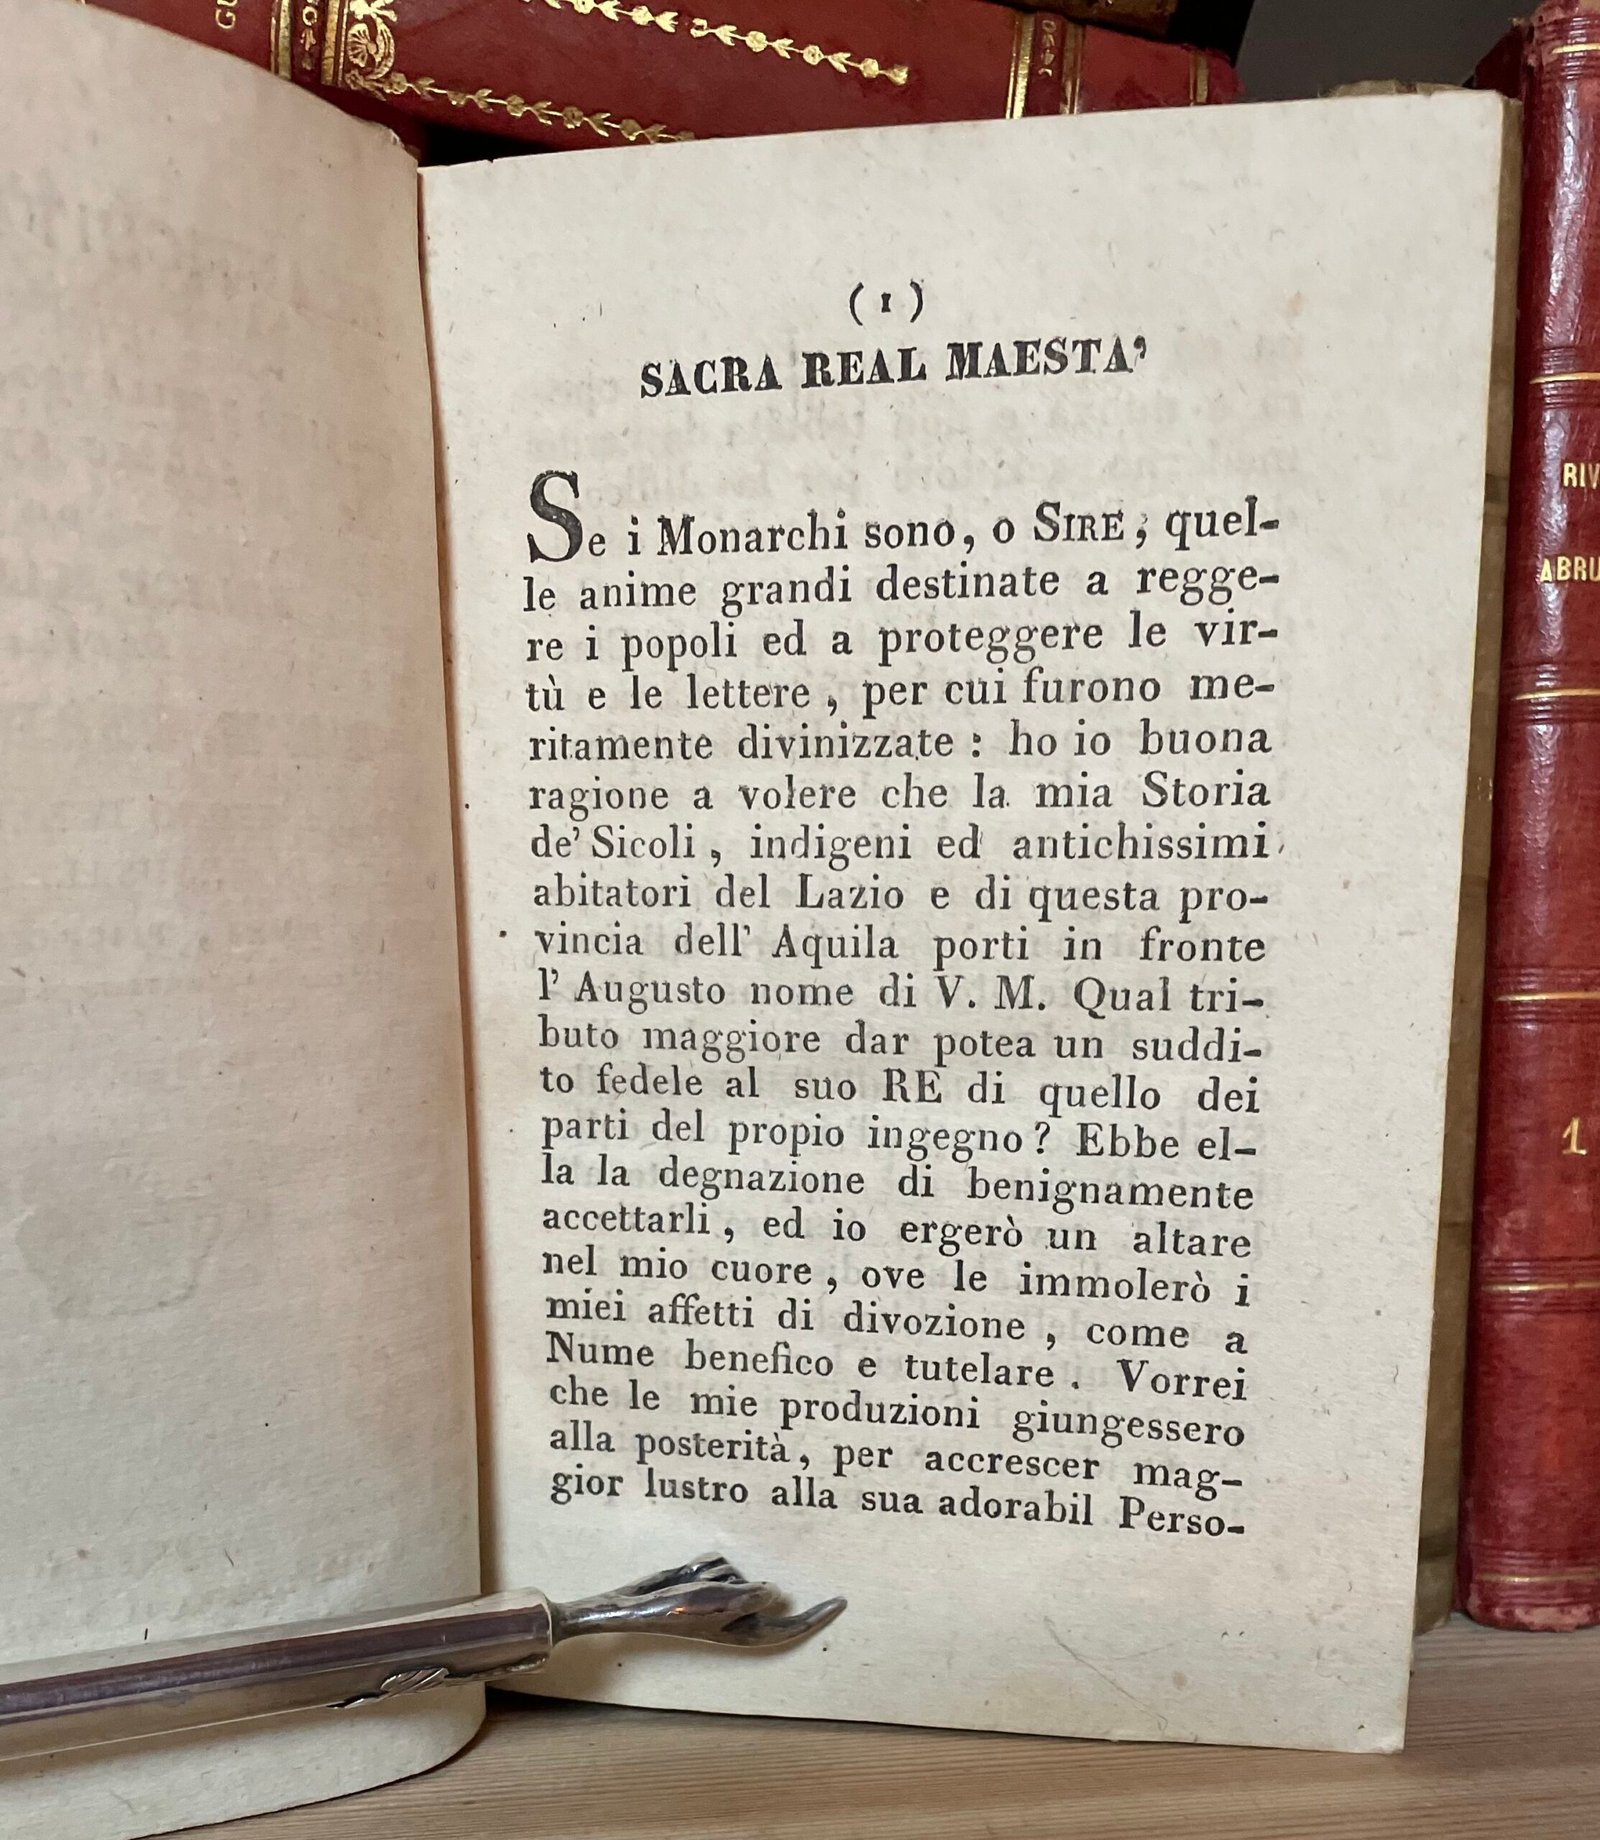 GU
( 1 )
SACRA REAL MAESTA'
Se i Monarchi sono, o SIRE, quel-
le anime grandi destinate a regge-
re i popoli ed a proteggere le vir-
tù e le lettere, per cui furono me-
ritamente divinizzate : ho io buona
ragione a volere che la mia Storia
de' Sicoli, indigeni ed antichissimi
abitatori del Lazio e di questa pro-
vincia dell' Aquila porti in fronte
l' Augusto nome di V. M. Qual tri-
buto maggiore dar potea un suddi-
to fedele al suo RE di quello dei
parti del propio ingegno? Ebbe el-
la la degnazione di benignamente
accettarli, ed io ergerò un altare
nel mio cuore, ove le immolerò i
miei affetti di divozione, come a
Nume benefico e tutelare. Vorrei
che le mie produzioni giungessero
alla posterità, per accrescer mag-
gior lustro alla sua adorabil Perso-
RIV
ABRU
1